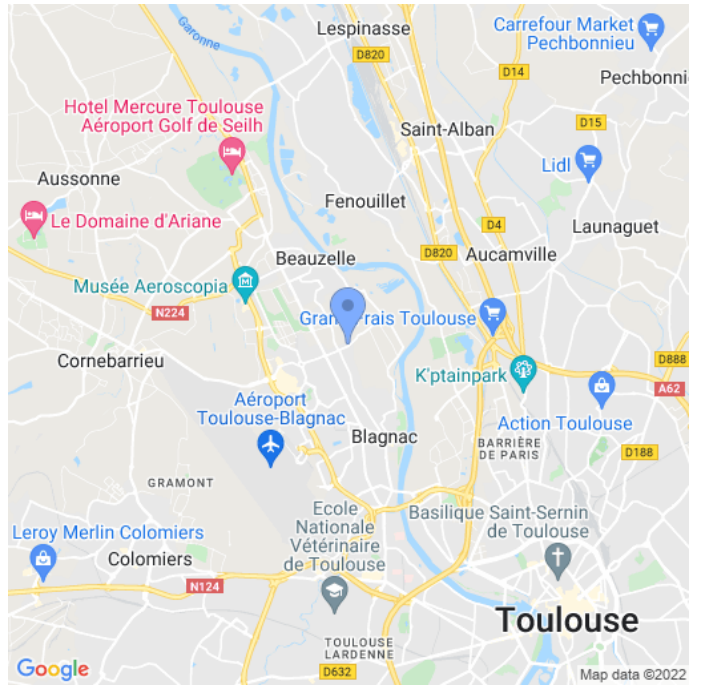 Garonne
Lespinasse
Carrefour Market
Pechbonnieu
D820
D14
Pechbonni
Hotel Mercure Toulouse
Aéroport Golf de Seilh
D15
Saint-Alban
Lidl
Aussonne
Fenouillet
Le Domaine d'Ariane
D4
Launaguet
Beauzelle
D820
Aucamville
Musée Aeroscopia
N224
Grand Frais Toulouse
Cornebarrieu
D888
K'ptainpark
A62
Aéroport
Toulouse-Blagnac
Action Toulouse
Blagnac
BARRIÈRE
DE PARIS
D188
GRAMONT
Ecole
Nationale
Vétérinaire
de Toulouse
Basilique Saint-Sernin
de Toulouse
Leroy Merlin Colomiers
Colomiers
N124
Toulouse
TOULOUSE
LARDENNE
D632
Google
Map data ©2022